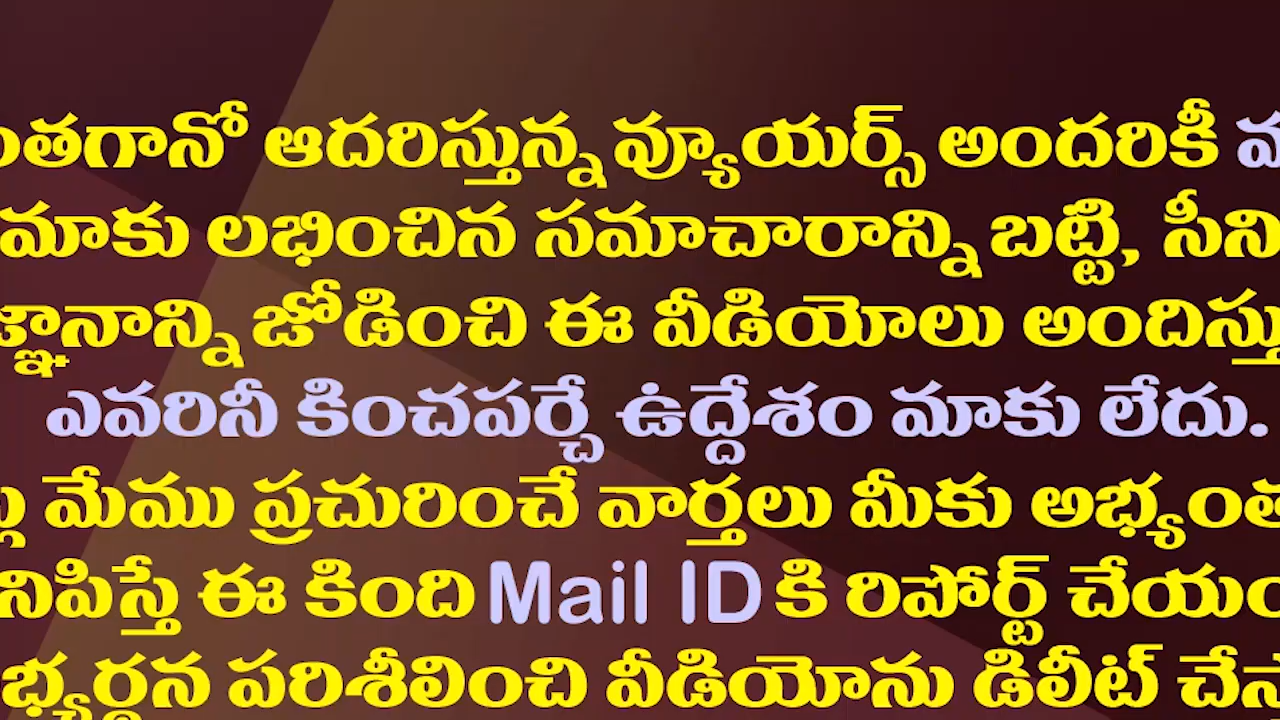 ఆదరిస్తున్న వ్యూయర్స్ అందరికీ
మాకు లభించిన సమాచారాన్ని బట్టి,
జ్ఞానాన్ని జోడించి ఈ వీడియోలు
ఎవరినీ కించపర్చే ఉద్దేశం మాకు లేదు.
మేము ప్రచురించే వార్తలు మీకు
ఈ కింది Mail ID కి రిపోర్ట్
పరిశీలించి వీడియోను డిలీట్